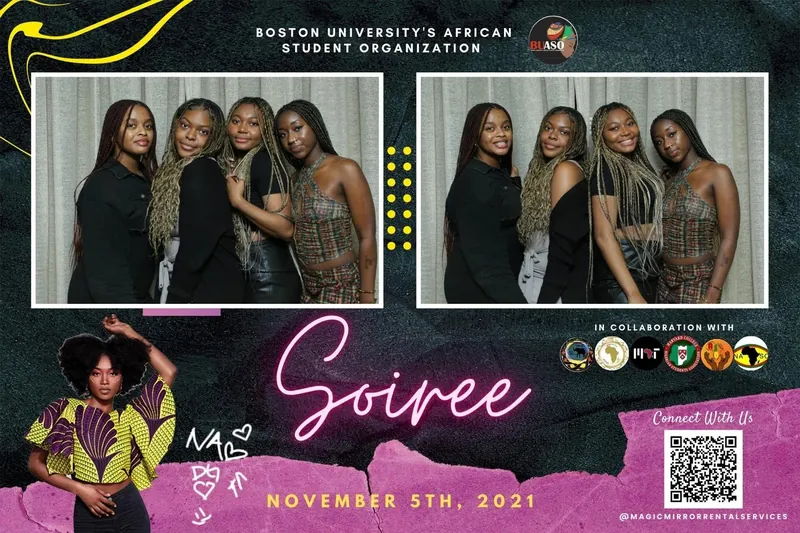 BOSTON UNIVERSITY'S AFRICAN
STUDENT ORGANIZATION
BUASO
IN COLLABORATION WITH
Soiree
Connect With Us
NOVEMBER 5TH, 2021
@MAGICMIRRORRENTALSERVICES